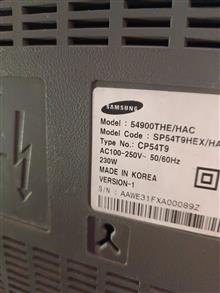 SAMSUNG
Model : 54900THE/HAC
Model Code : SP54T9HEX/HA
Type No.: CP54T9
AC100-250V~ 50/60Hz
230W
MADE IN KOREA
VERSION-1
S/N : AAWE31FXA00089Z